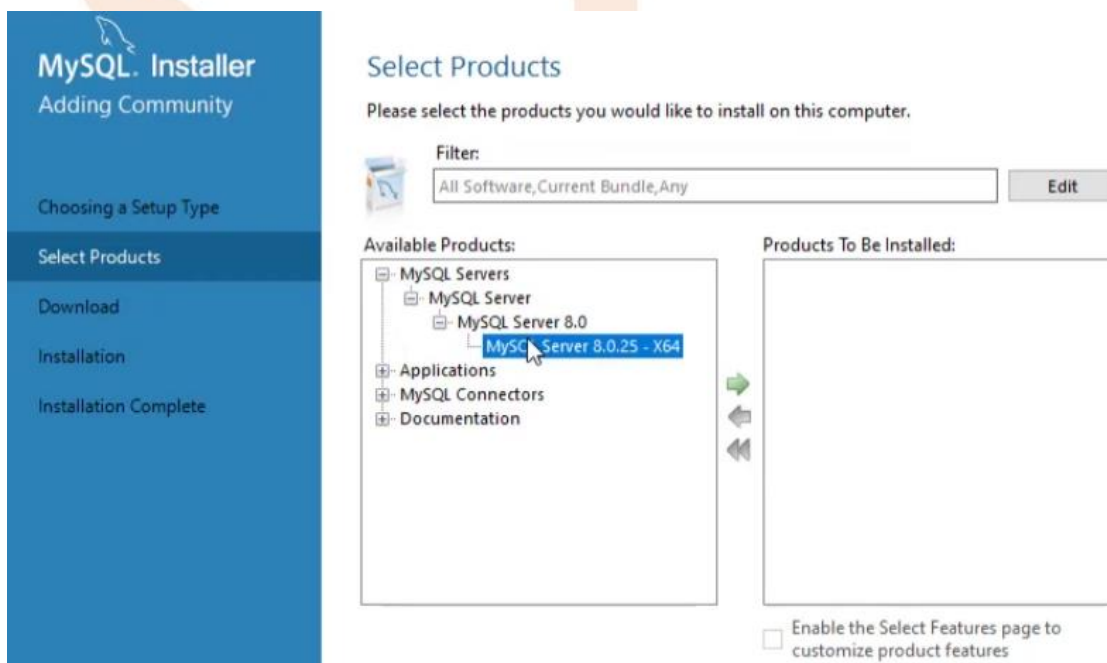 MySQL. Installer
Adding Community
Choosing a Setup Type
Select Products
Download
Installation
Installation Complete
Select Products
Please select the products you would like to install on this computer.
Filter:
All Software,Current Bundle,Any
Edit
Available Products:
MySQL Servers
MySQL Server
MySQL Server 8.0
MySQL Server 8.0.25 - X64
Applications
MySQL Connectors
Documentation
Products To Be Installed:
Enable the Select Features page to
customize product features